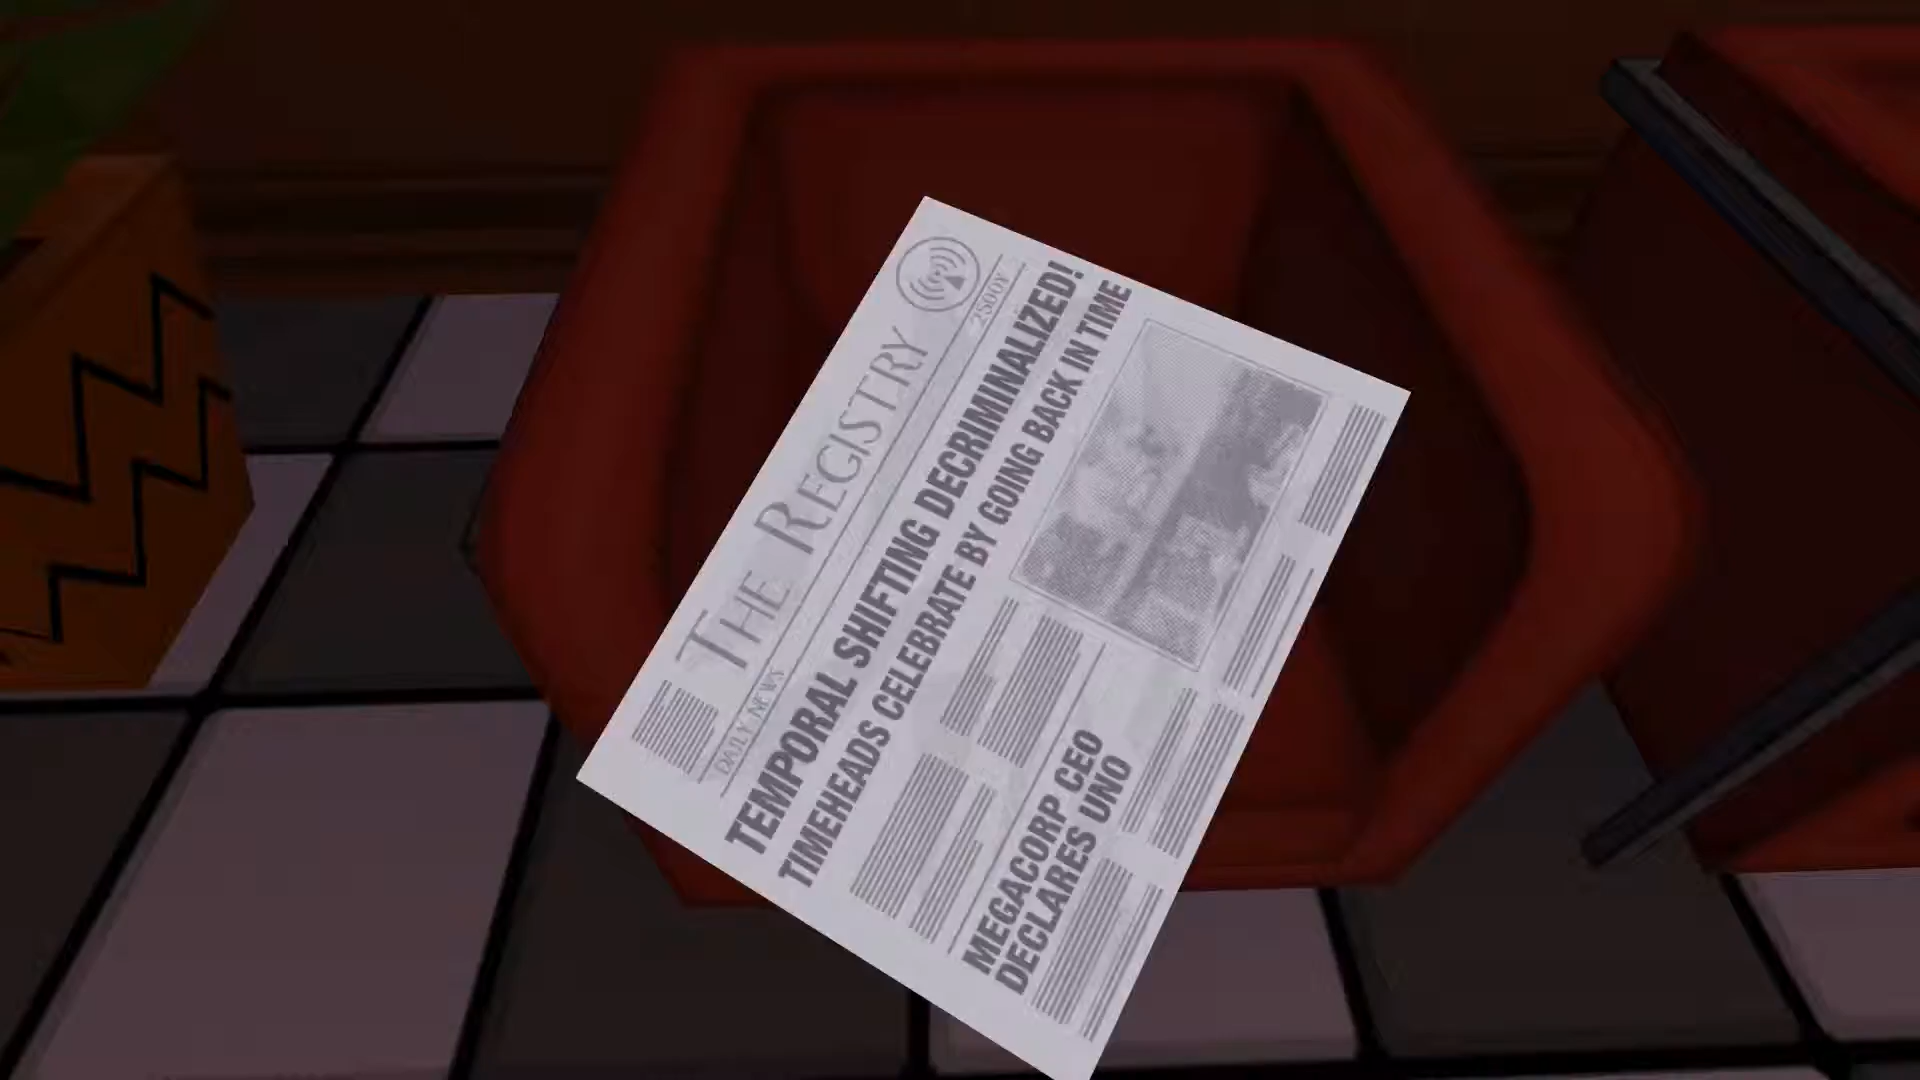 THE REGISTRY
DAILY NEWS
2500Y
TEMPORAL SHIFTING DECRIMINALIZED!
TIMEHEADS CELEBRATE BY GOING BACK IN TIME
MEGACORP CEO
DECLARES UNO